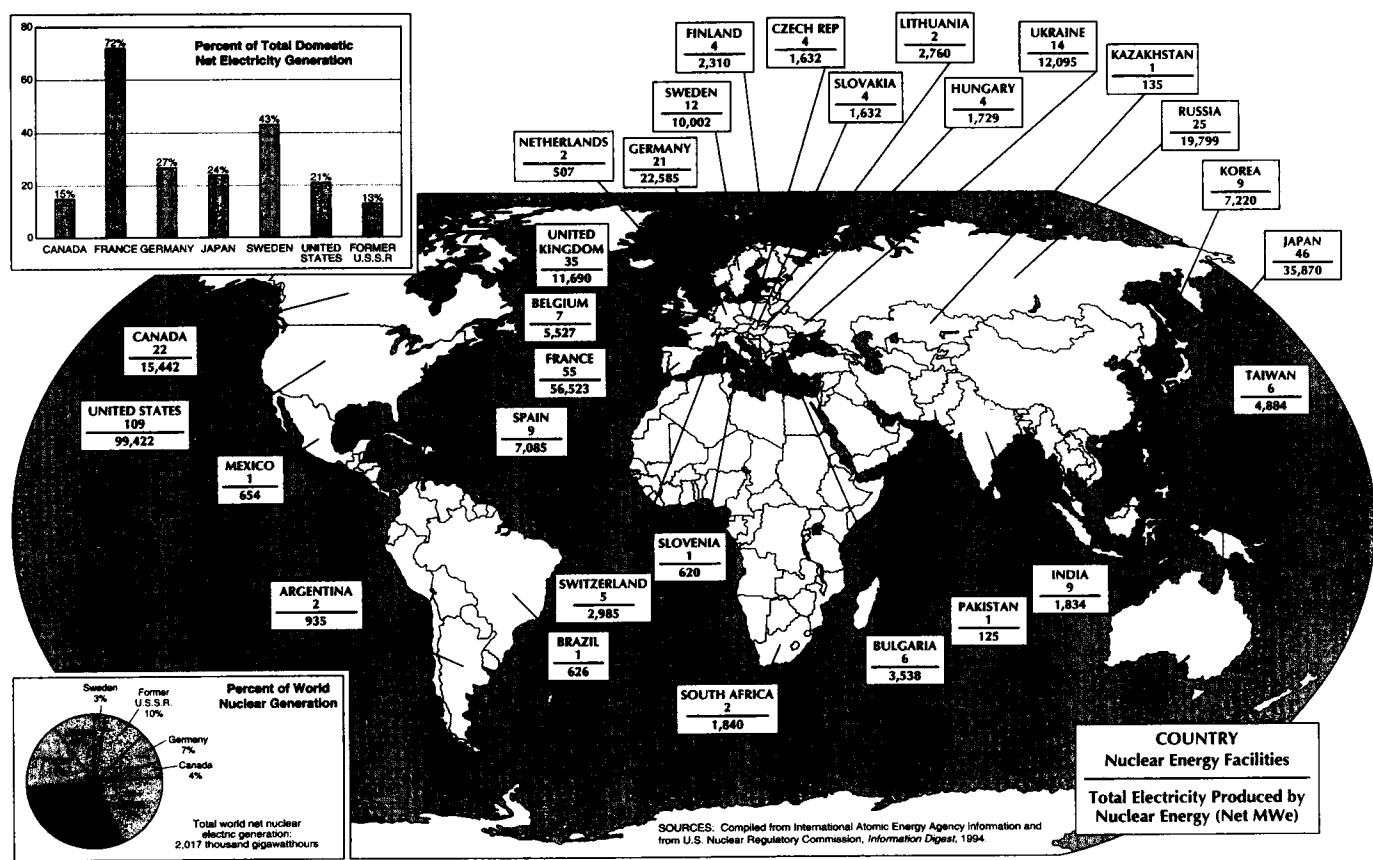 Percent of Total Domestic
Net Electricity Generation
80
60
40
20
0
15%
72%
27%
24%
43%
21%
13%
CANADA
FRANCE
GERMANY
JAPAN
SWEDEN
UNITED
STATES
FORMER
U.S.S.R
FINLAND
4
2,310
CZECH REP
4
1,632
LITHUANIA
2
2,760
UKRAINE
14
12,095
KAZAKHSTAN
1
135
SWEDEN
12
10,002
SLOVAKIA
4
1,632
HUNGARY
4
1,729
RUSSIA
25
19,799
NETHERLANDS
2
507
GERMANY
21
22,585
KOREA
9
7,220
UNITED
KINGDOM
35
11,690
JAPAN
46
35,870
BELGIUM
7
5,527
CANADA
22
15,442
FRANCE
55
56,523
TAIWAN
6
4,884
UNITED STATES
109
99,422
SPAIN
9
7,085
MEXICO
1
654
SLOVENIA
1
620
ARGENTINA
2
935
SWITZERLAND
5
2,985
INDIA
9
1,834
PAKISTAN
1
125
BRAZIL
1
626
BULGARIA
6
3,538
SOUTH AFRICA
2
1,840
Percent of World
Nuclear Generation
Sweden
3%
Former
U.S.S.R.
10%
Germany
7%
Canada
4%
Total world net nuclear
electric generation:
2,017 thousand gigawatthours
COUNTRY
Nuclear Energy Facilities
Total Electricity Produced by
Nuclear Energy (Net MWe)
SOURCES: Compiled from International Atomic Energy Agency Information and
from U.S. Nuclear Regulatory Commission, Information Digest, 1994.